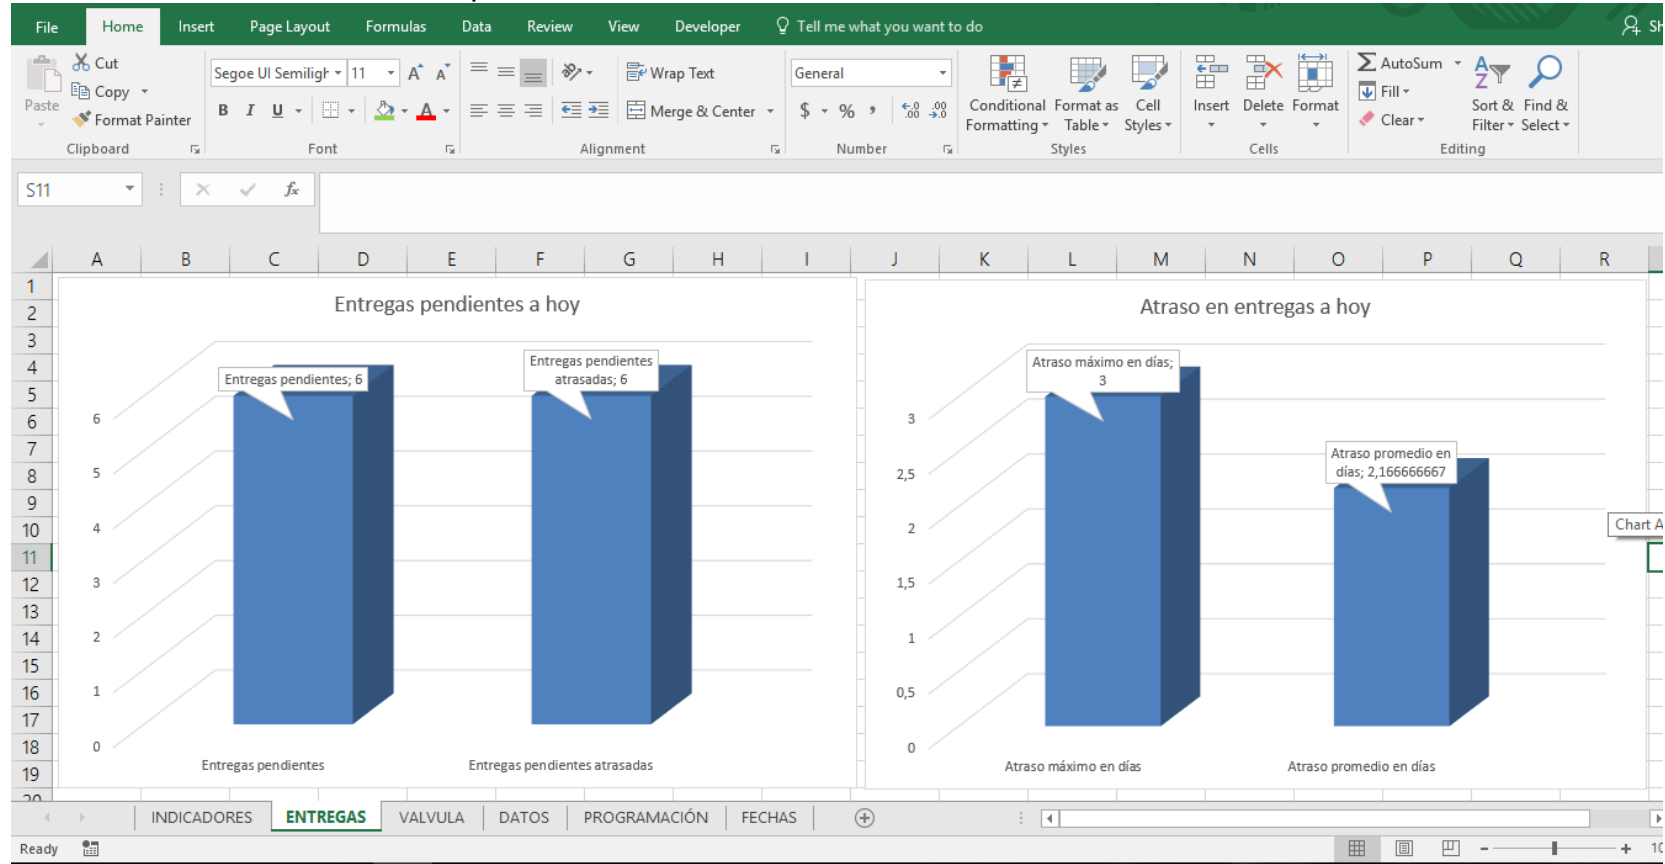 File Home Insert Page Layout Formulas Data Review View Developer Tell me what you want to do
Cut
Copy
Format Painter
Paste
Clipboard
Segoe UI Semiligh 11 A A
B I U A
Font
Wrap Text
Merge & Center
Alignment
General
$ % , ,0 ,00 ,00 ,0
Number
Conditional Formatting
Format as Table
Cell Styles
Styles
Insert Delete Format
Cells
AutoSum
Fill
Clear
Sort & Filter
Find & Select
Editing
S11 fx
A B C D E F G H I J K L M N O P Q R
1
2
3
4
5
6
7
8
9
10
11
12
13
14
15
16
17
18
19
20
Entregas pendientes a hoy
Entregas pendientes; 6
Entregas pendientes
atrasadas; 6
6
5
4
3
2
1
0
Entregas pendientes Entregas pendientes atrasadas
Atraso en entregas a hoy
Atraso máximo en días;
3
Atraso promedio en
días; 2,166666667
3
2,5
2
1,5
1
0,5
0
Atraso máximo en días Atraso promedio en días
Chart A
INDICADORES ENTREGAS VALVULA DATOS PROGRAMACIÓN FECHAS
Ready